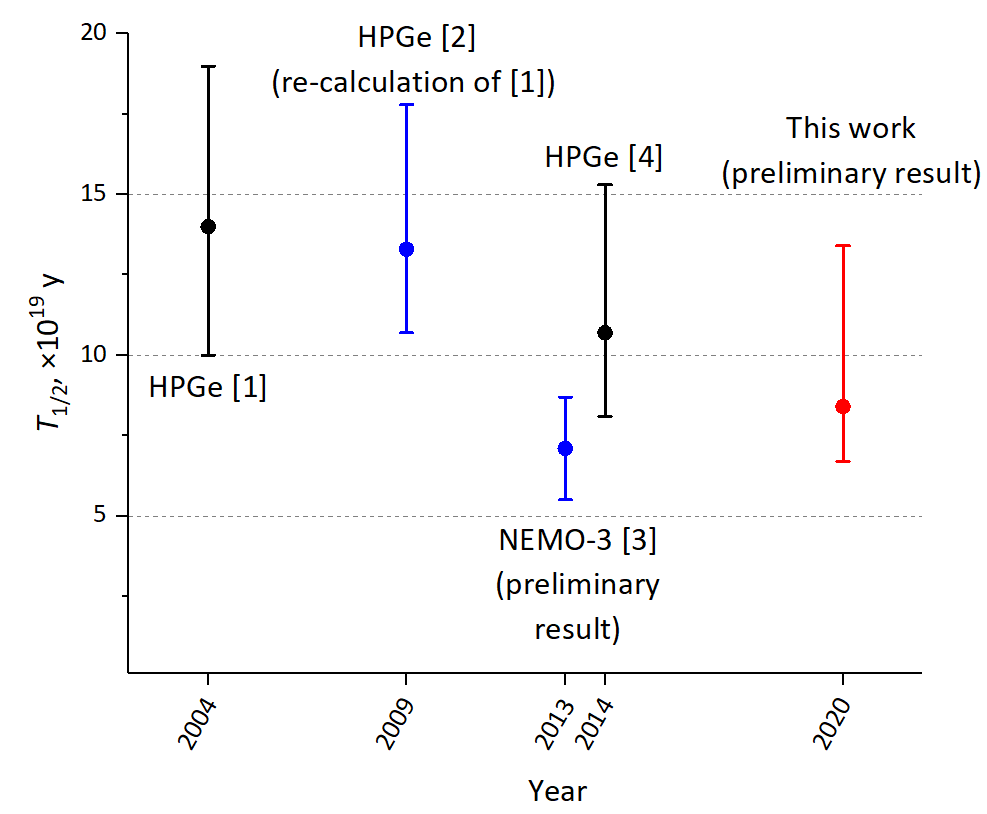 20
15
10
5
T1/2, ×10^19 y
HPGe [1]
HPGe [2]
(re-calculation of [1])
NEMO-3 [3]
(preliminary
result)
HPGe [4]
This work
(preliminary result)
2004
2009
2013
2014
2020
Year